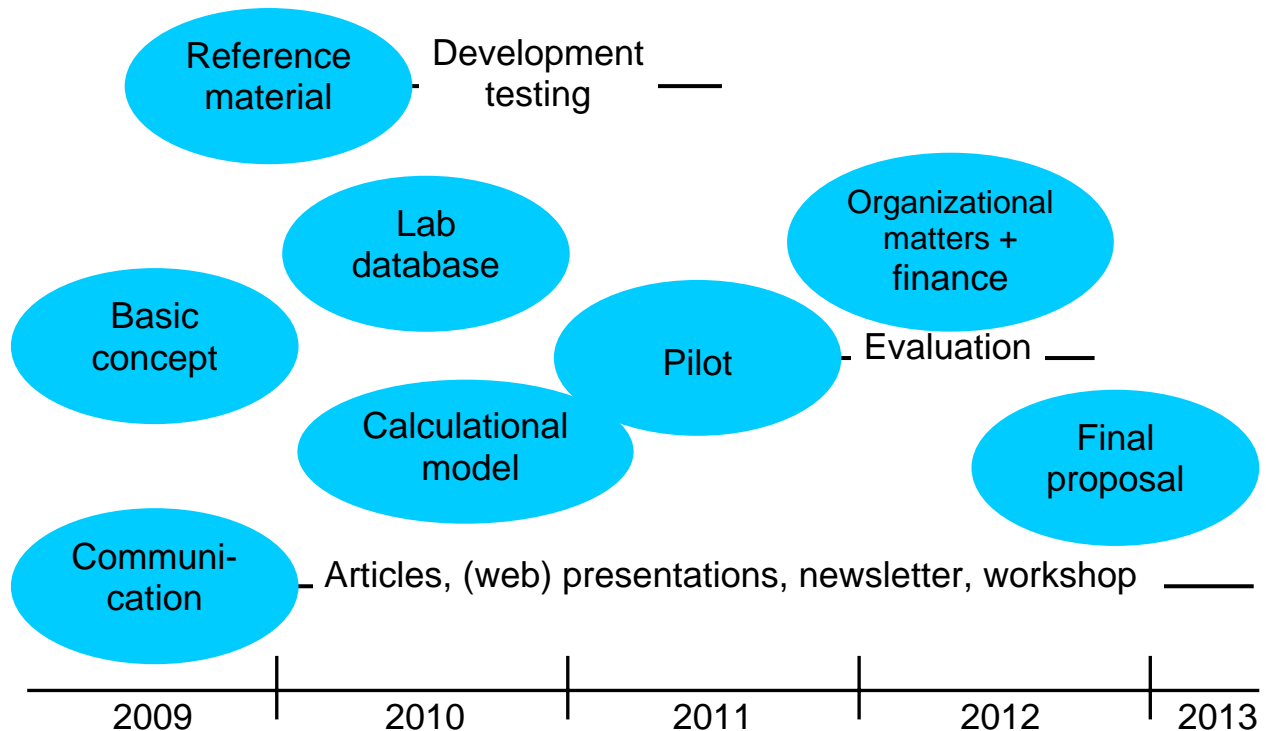 Reference
material
Development
testing
Lab
database
Organizational
matters +
finance
Basic
concept
Pilot
Evaluation
Calculational
model
Final
proposal
Communi-
cation
Articles, (web) presentations, newsletter, workshop
2009
2010
2011
2012
2013